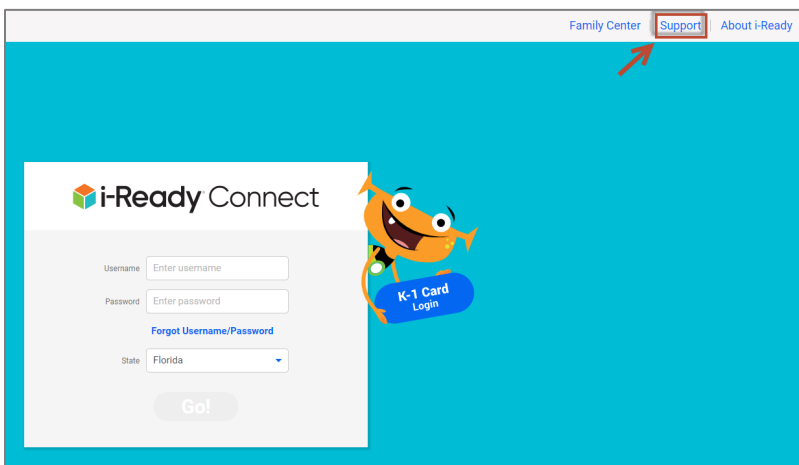 Family Center | Support | About i-Ready
i-Ready Connect
Username Enter username
Password Enter password
Forgot Username/Password
State Florida
Go!
K-1 Card
Login